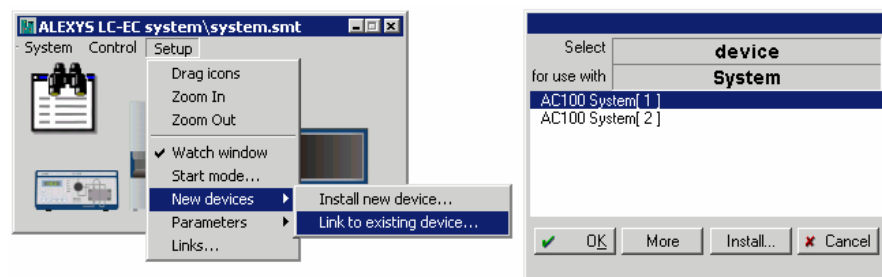 ALEXYS LC-EC system\system.smt
System Control Setup
Drag icons
Zoom In
Zoom Out
Watch window
Start mode...
New devices
Parameters
Links...
Install new device...
Link to existing device...
Select device
for use with System
AC100 System[ 1 ]
AC100 System[ 2 ]
OK More Install... Cancel